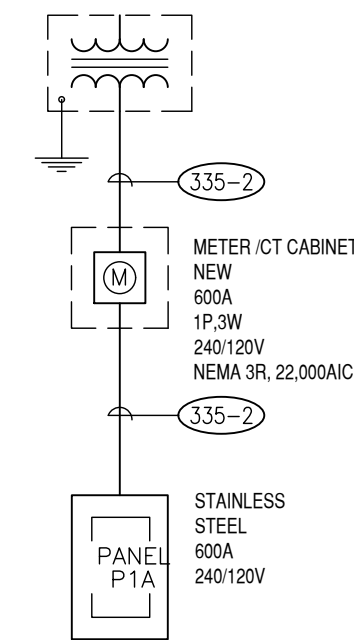 335-2
METER /CT CABINET
NEW
600A
1P,3W
240/120V
NEMA 3R, 22,000AIC
M
335-2
STAINLESS
STEEL
600A
240/120V
PANEL
P1A